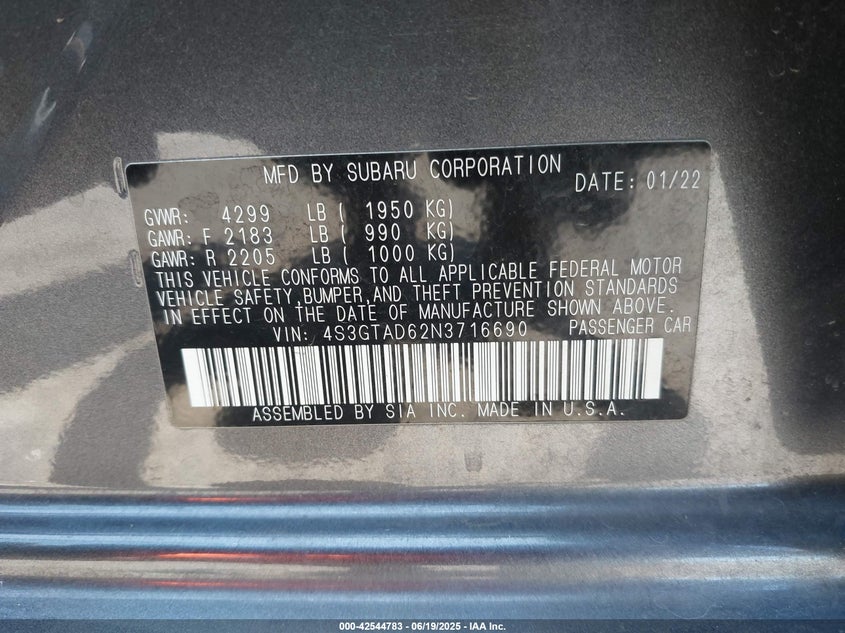 MFD BY SUBARU CORPORATION
DATE: 01/22
GVWR: 4299 LB ( 1950 KG)
GAWR: F 2183 LB ( 990 KG)
GAWR: R 2205 LB ( 1000 KG)
THIS VEHICLE CONFORMS TO ALL APPLICABLE FEDERAL MOTOR
VEHICLE SAFETY,BUMPER,AND THEFT PREVENTION STANDARDS
IN EFFECT ON THE DATE OF MANUFACTURE SHOWN ABOVE.
VIN: 4S3GTAD62N3716690 PASSENGER CAR
ASSEMBLED BY SIA INC. MADE IN U.S.A.
000-42544783 - 06/19/2025 - IAA Inc.